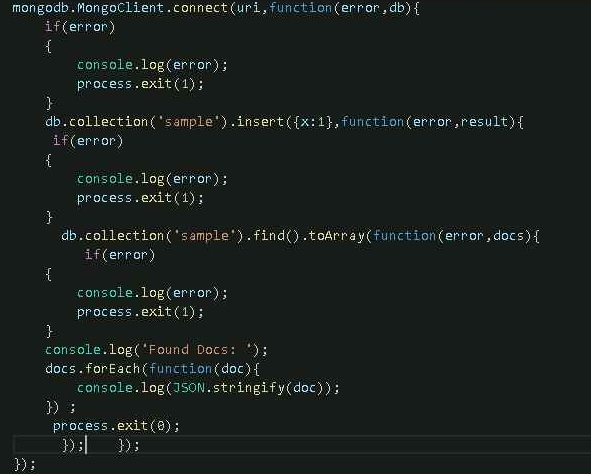 mongodb.MongoClient.connect(uri,function(error,db){
    if(error)
    {
        console.log(error);
        process.exit(1);
    }
    db.collection('sample').insert({x:1},function(error,result){
     if(error)
    {
        console.log(error);
        process.exit(1);
    }
      db.collection('sample').find().toArray(function(error,docs){
         if(error)
    {
        console.log(error);
        process.exit(1);
    }
    console.log('Found Docs: ');
    docs.forEach(function(doc){
        console.log(JSON.stringify(doc));
    }) ;
     process.exit(0);
      });    });
});